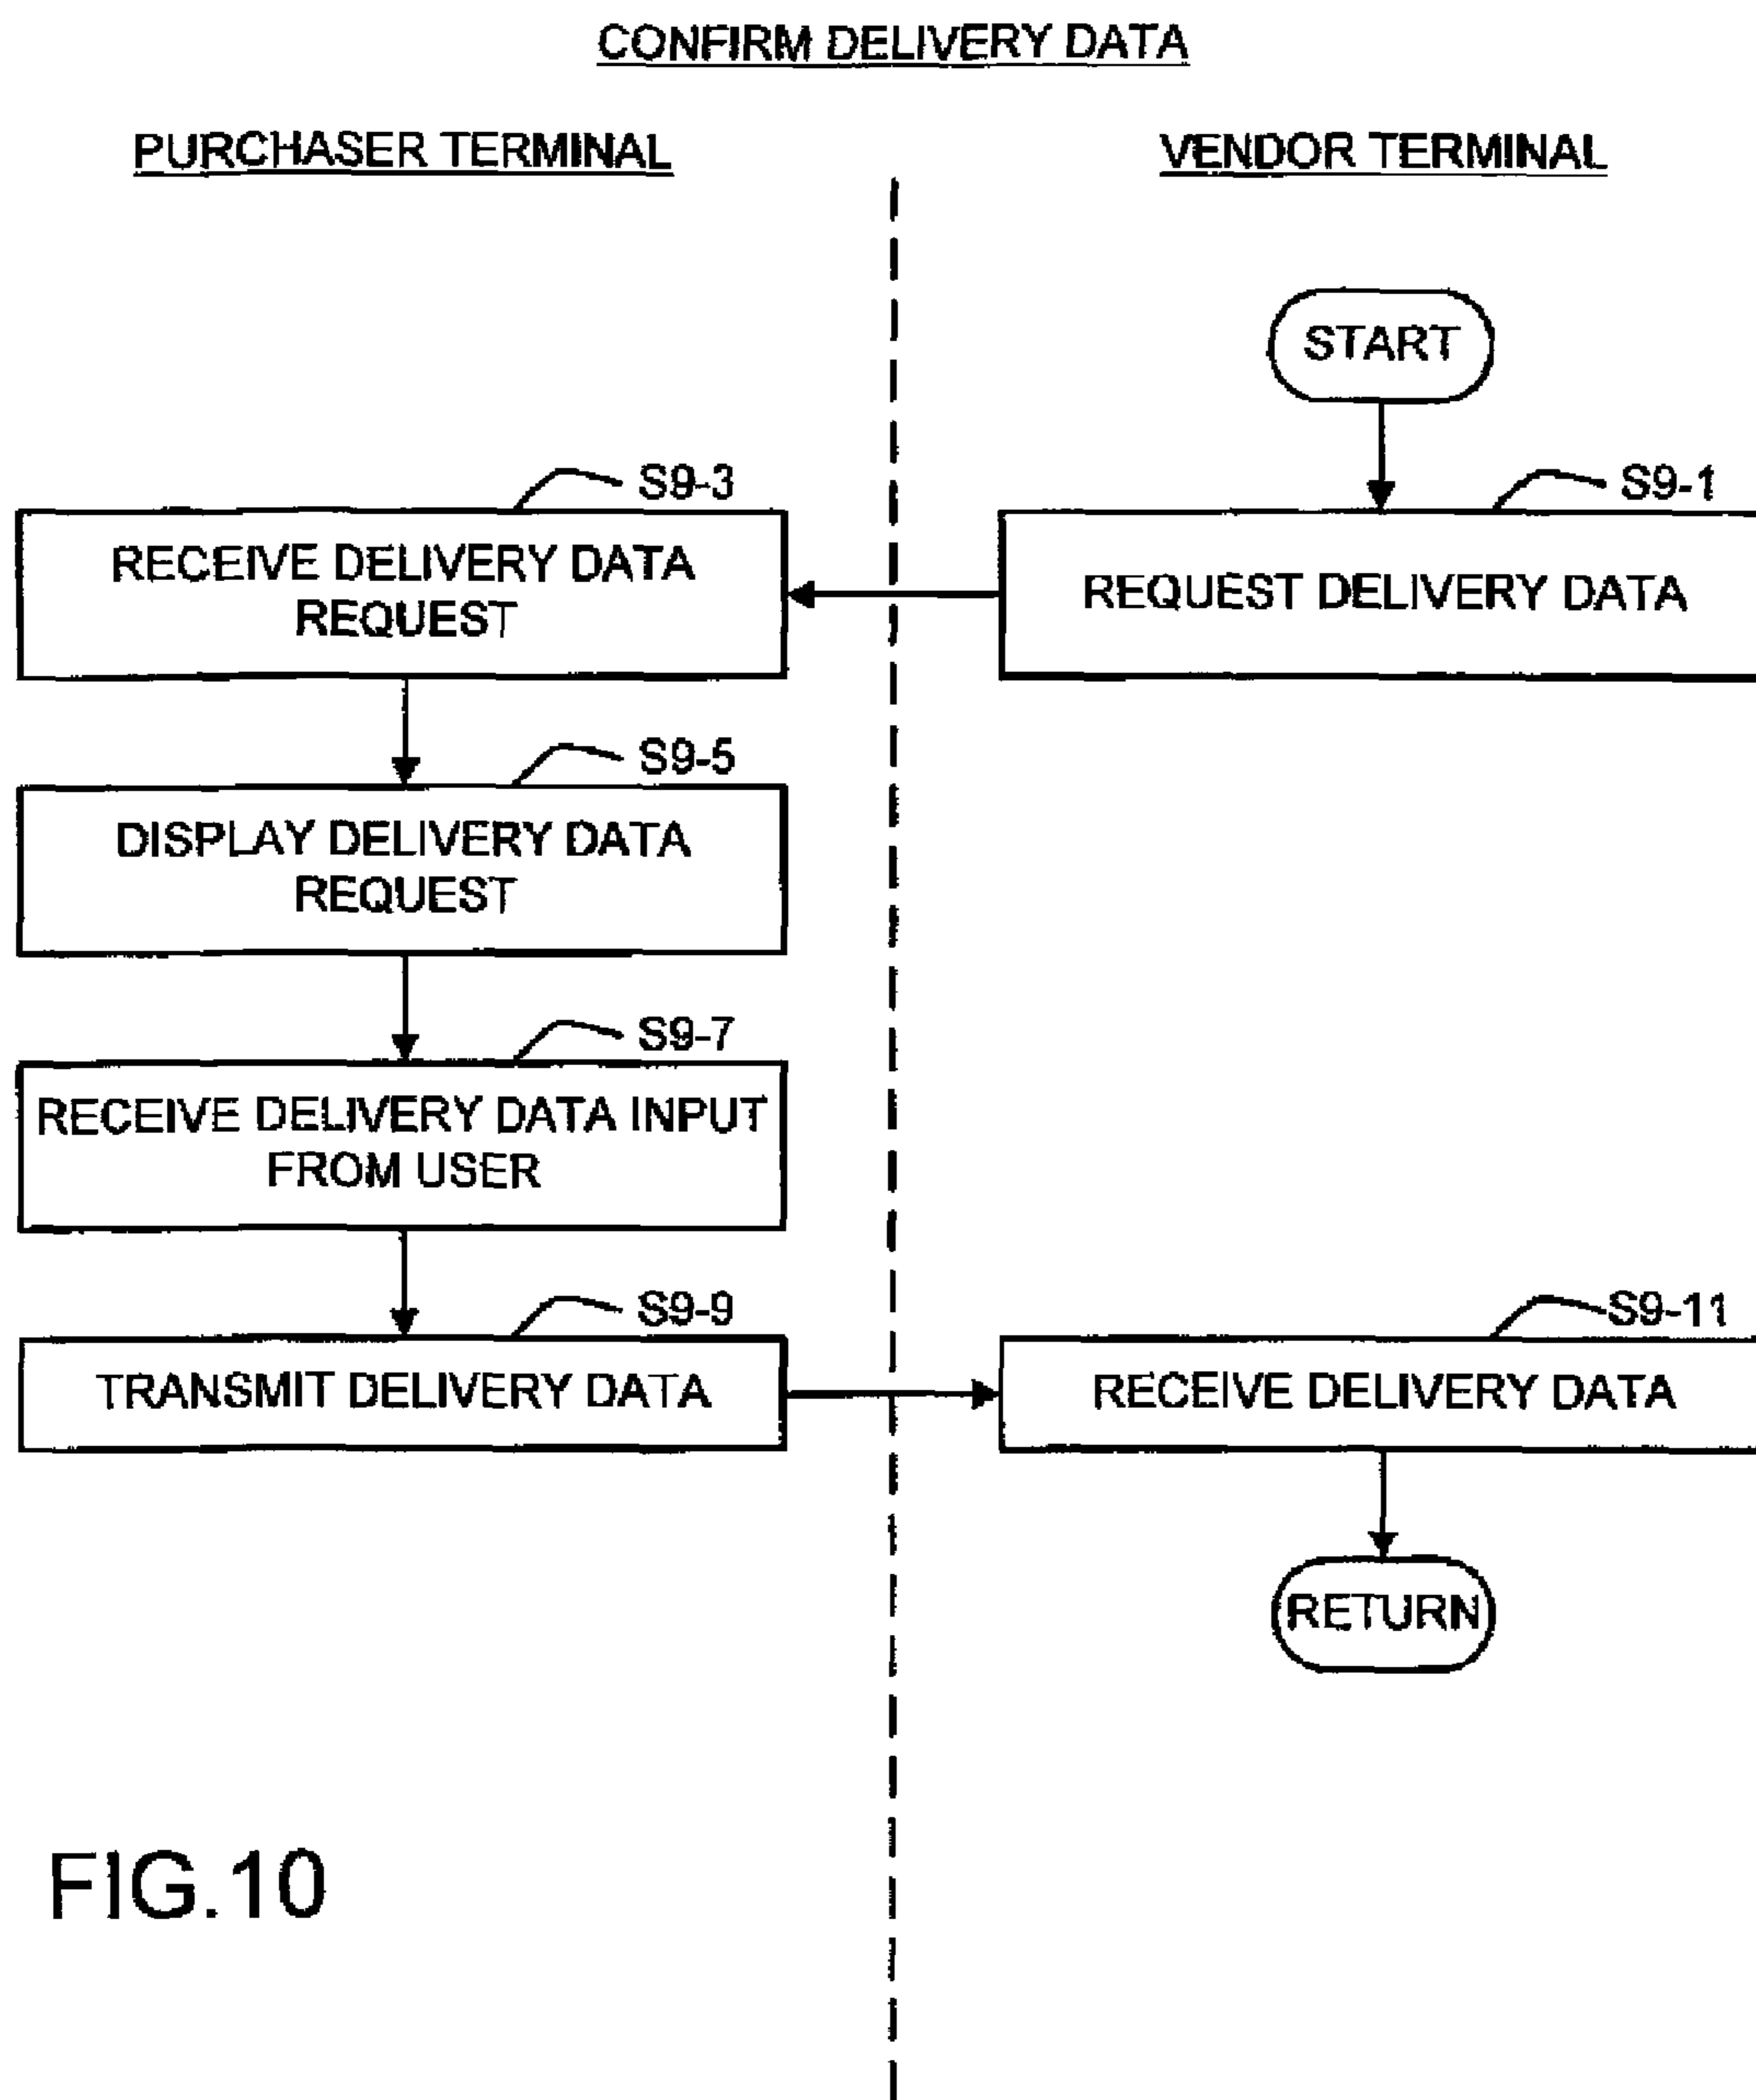 CONFIRM DELIVERY DATA
PURCHASER TERMINAL
VENDOR TERMINAL
START
S9-3
S9-1
RECEIVE DELIVERY DATA
REQUEST
REQUEST DELIVERY DATA
S9-5
DISPLAY DELIVERY DATA
REQUEST
S9-7
RECEIVE DELIVERY DATA INPUT
FROM USER
S9-9
S9-11
TRANSMIT DELIVERY DATA
RECEIVE DELIVERY DATA
RETURN
FIG.10